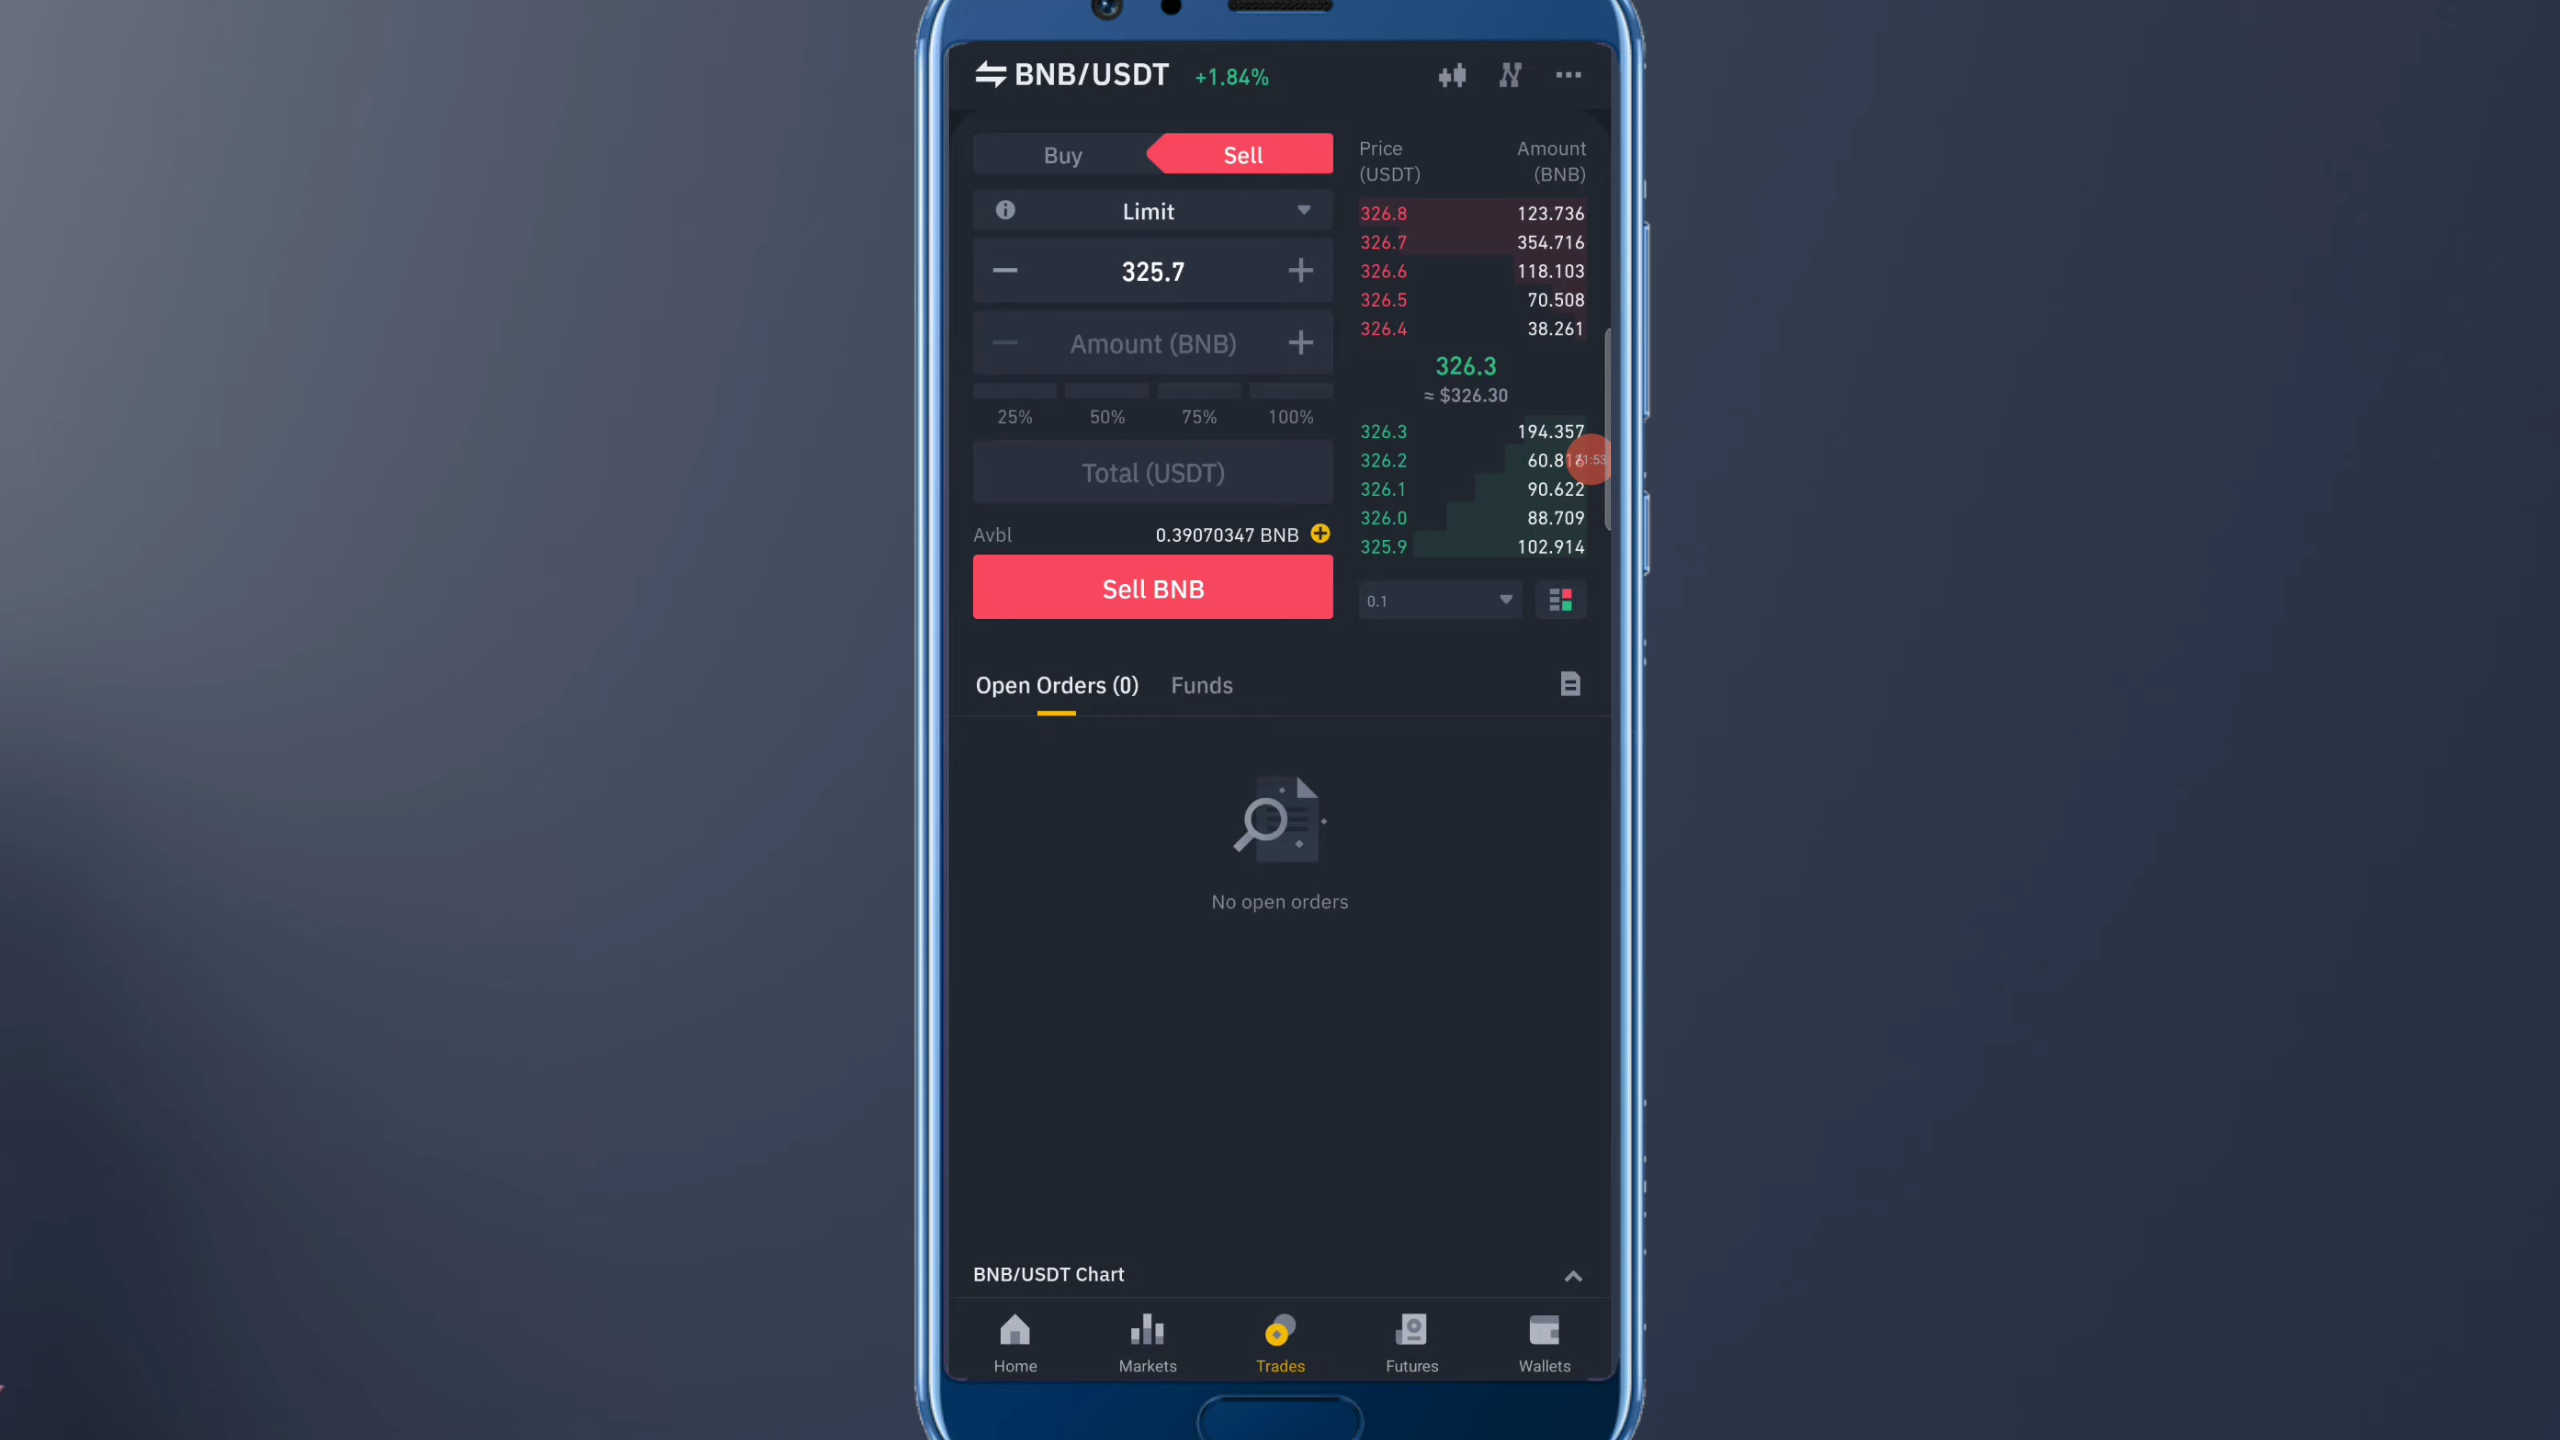 BNB/USDT +1.84%
Buy Sell
Limit
325.7
Amount (BNB)
25% 50% 75% 100%
Total (USDT)
Avbl 0.39070347 BNB
Sell BNB
Price (USDT) Amount (BNB)
326.8 123.736
326.7 354.716
326.6 118.103
326.5 70.508
326.4 38.261
326.3
≈ $326.30
326.3 194.357
326.2
326.1 90.622
326.0 88.709
325.9 102.914
0.1
Open Orders (0) Funds
No open orders
BNB/USDT Chart
Home Markets Trades Futures Wallets